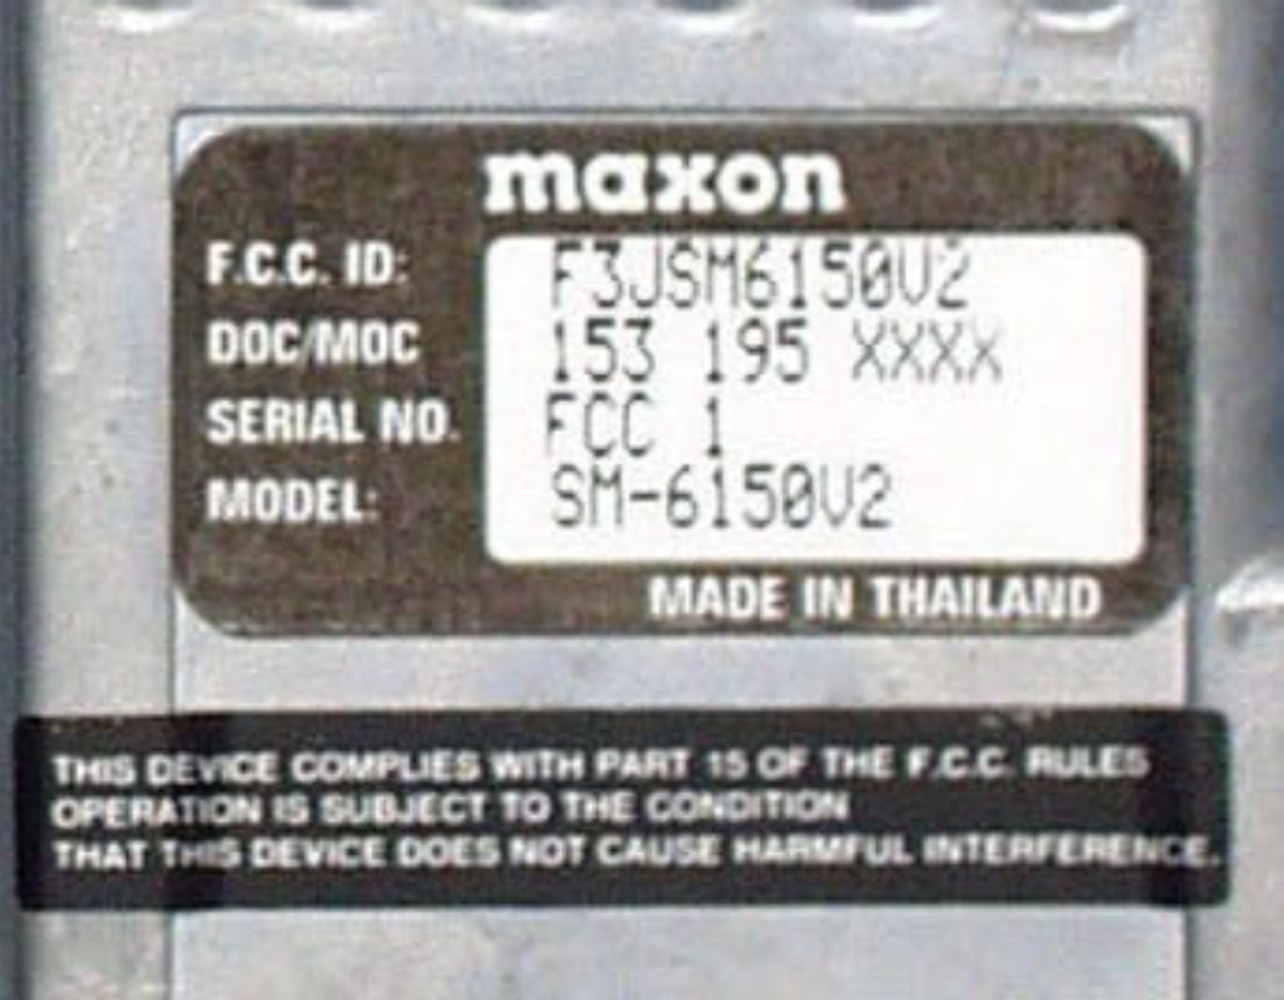 maxon
F.C.C. ID: F3JSM6150V2
DOC/MOC 153 195 XXXX
SERIAL NO. FCC 1
MODEL: SM-6150V2
MADE IN THAILAND
THIS DEVICE COMPLIES WITH PART 15 OF THE F.C.C. RULES
OPERATION IS SUBJECT TO THE CONDITION
THAT THIS DEVICE DOES NOT CAUSE HARMFUL INTERFERENCE.